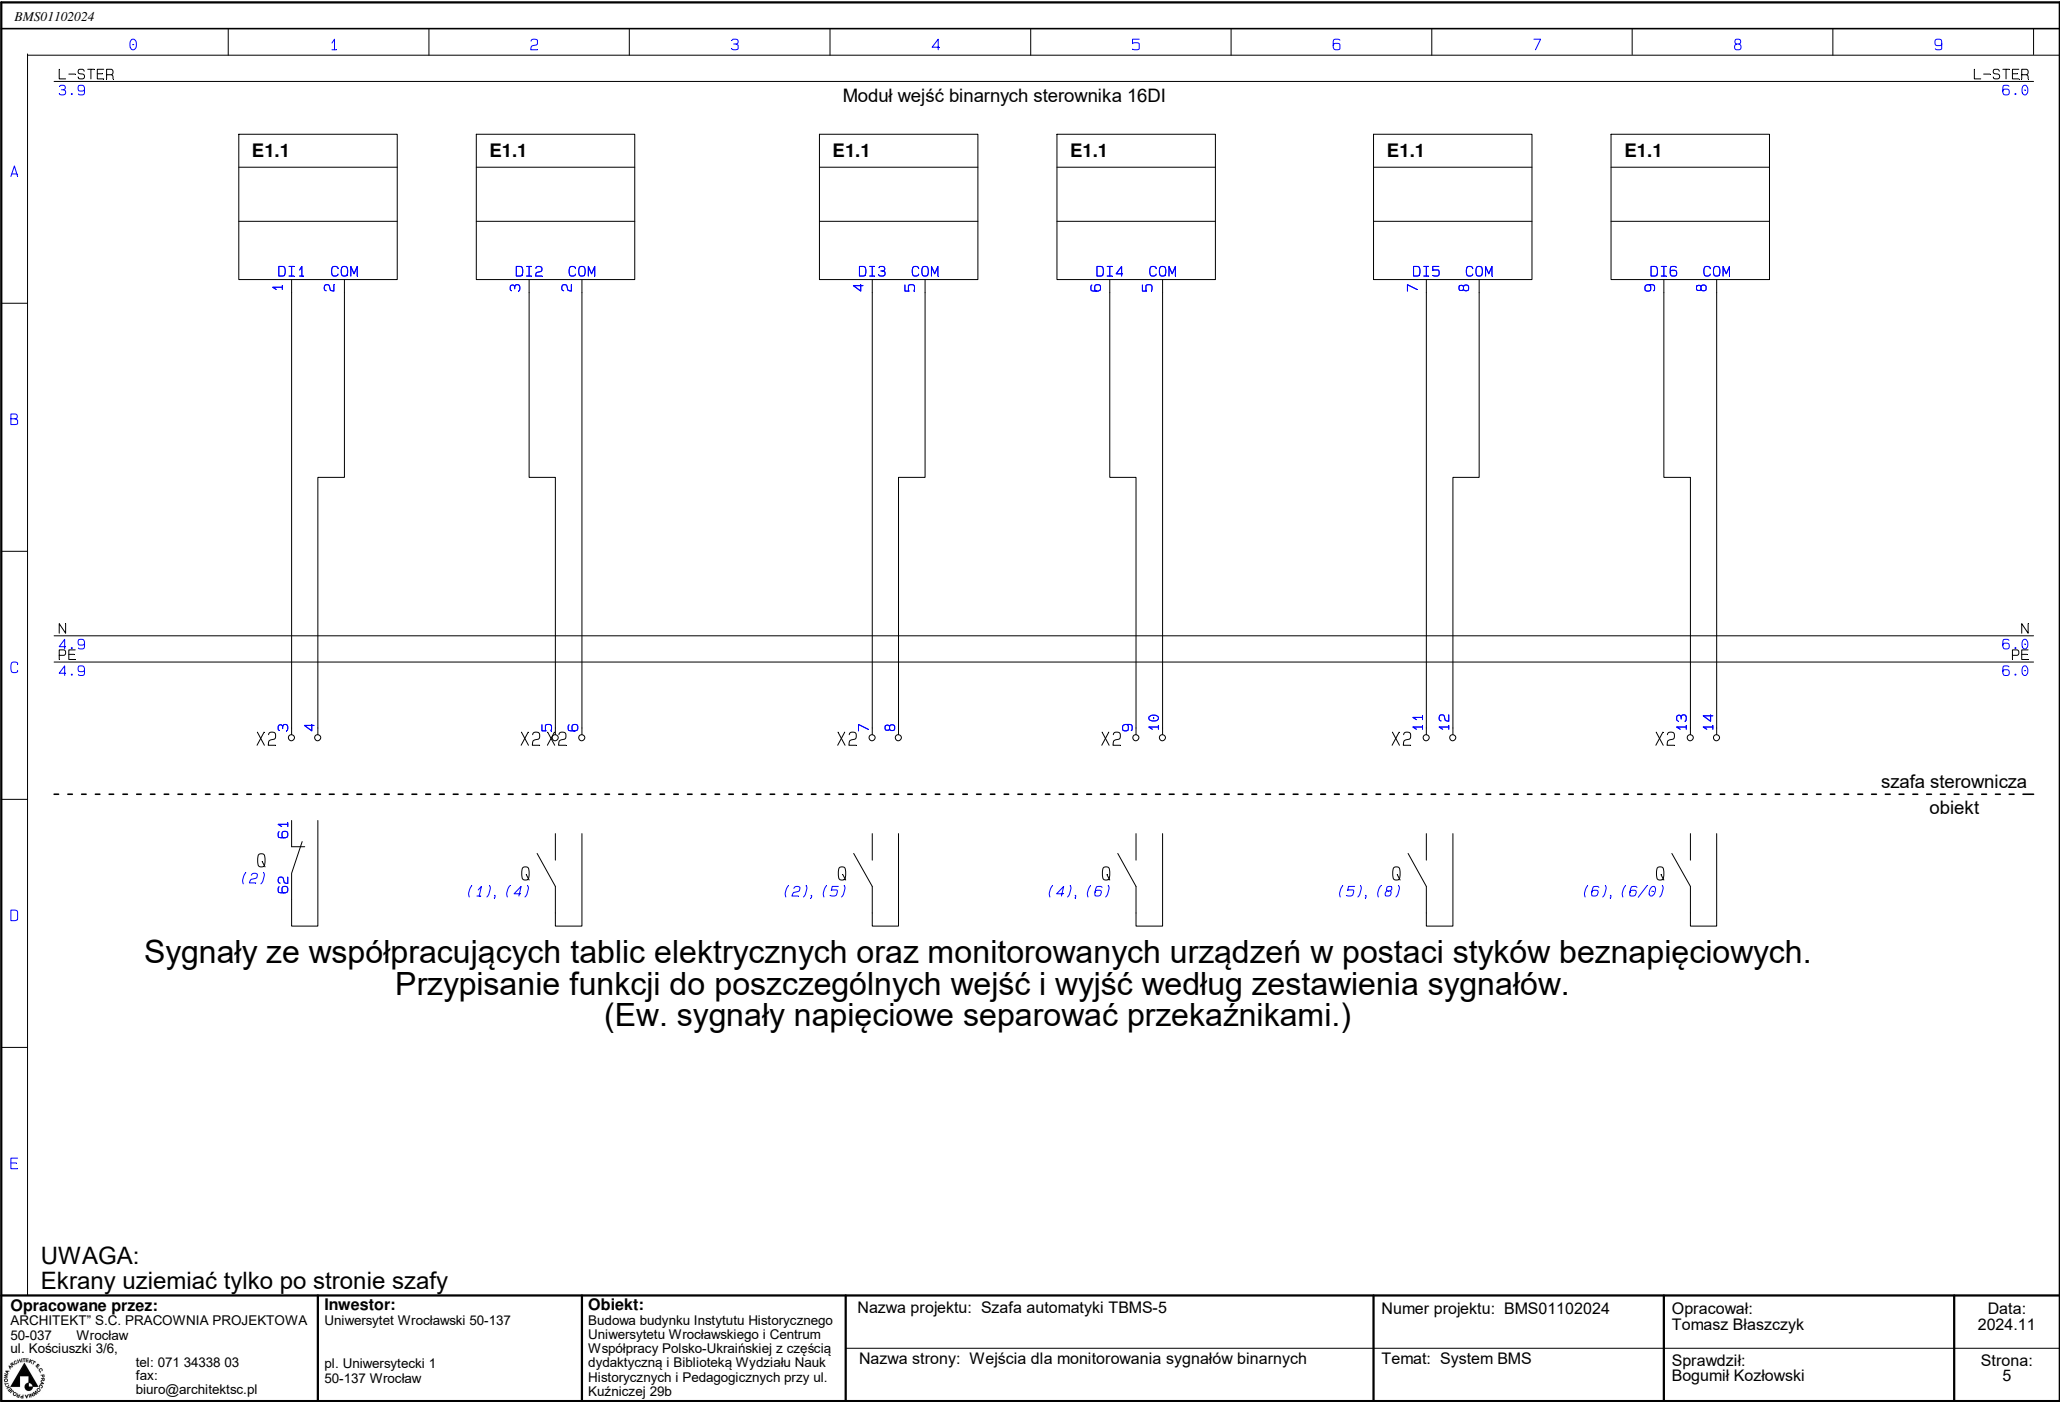 BMS01102024
0 1 2 3 4 5 6 7 8 9
L-STER L-STER
3.9 6.0
Moduł wejść binarnych sterownika 16DI
A
E1.1 E1.1 E1.1 E1.1 E1.1 E1.1
DI1 COM DI2 COM DI3 COM DI4 COM DI5 COM DI6 COM
1 2 3 2 4 5 6 5 7 8 9 8
B
N N
4.9 6.0
PE PE
4.9 6.0
C
X2 3 4 X2 5 X2 6 X2 7 8 X2 9 10 X2 11 12 X2 13 14
szafa sterownicza
obiekt
61
Q Q Q Q Q Q
(2) 62 (1), (4) (2), (5) (4), (6) (5), (8) (6), (6/0)
D
Sygnały ze współpracujących tablic elektrycznych oraz monitorowanych urządzeń w postaci styków beznapięciowych.
Przypisanie funkcji do poszczególnych wejść i wyjść według zestawienia sygnałów.
(Ew. sygnały napięciowe separować przekaźnikami.)
E
UWAGA:
Ekrany uziemiać tylko po stronie szafy
Opracowane przez:
ARCHITEKT" S.C. PRACOWNIA PROJEKTOWA
50-037 Wrocław
ul. Kościuszki 3/6,
tel: 071 34338 03
fax:
biuro@architektsc.pl
Inwestor:
Uniwersytet Wrocławski 50-137
pl. Uniwersytecki 1
50-137 Wrocław
Obiekt:
Budowa budynku Instytutu Historycznego
Uniwersytetu Wrocławskiego i Centrum
Współpracy Polsko-Ukraińskiej z częścią
dydaktyczną i Biblioteką Wydziału Nauk
Historycznych i Pedagogicznych przy ul.
Kuźniczej 29b
Nazwa projektu: Szafa automatyki TBMS-5
Nazwa strony: Wejścia dla monitorowania sygnałów binarnych
Numer projektu: BMS01102024
Temat: System BMS
Opracował:
Tomasz Błaszczyk
Sprawdził:
Bogumił Kozłowski
Data:
2024.11
Strona:
5